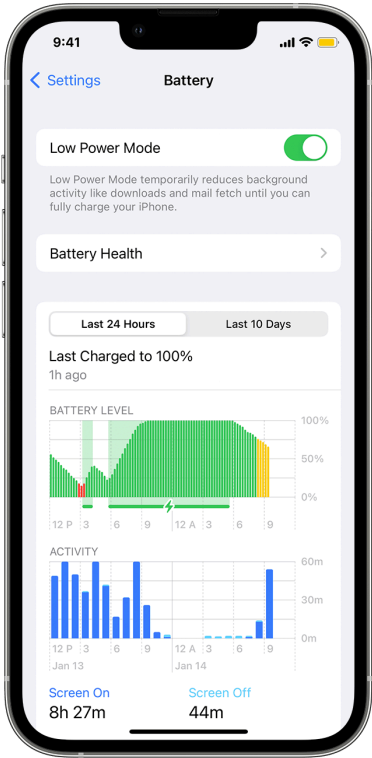 9:41
Settings
Battery
Low Power Mode
Low Power Mode temporarily reduces background
activity like downloads and mail fetch until you can
fully charge your iPhone.
Battery Health
Last 24 Hours
Last 10 Days
Last Charged to 100%
1h ago
BATTERY LEVEL
100%
50%
0%
12 P 3 6 9 12 A 3 6 9
ACTIVITY
60m
30m
0m
12 P 3 6 9 12 A 3 6 9
Jan 13 Jan 14
Screen On Screen Off
8h 27m 44m